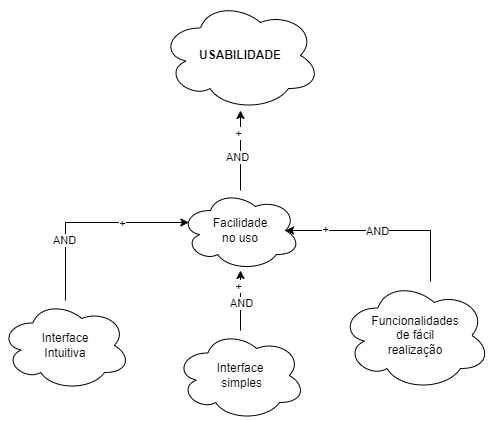 USABILIDADE
+
AND
Facilidade
no uso
+
AND
+
AND
+
AND
Interface
Intuitiva
Interface
simples
Funcionalidades
de fácil
realização